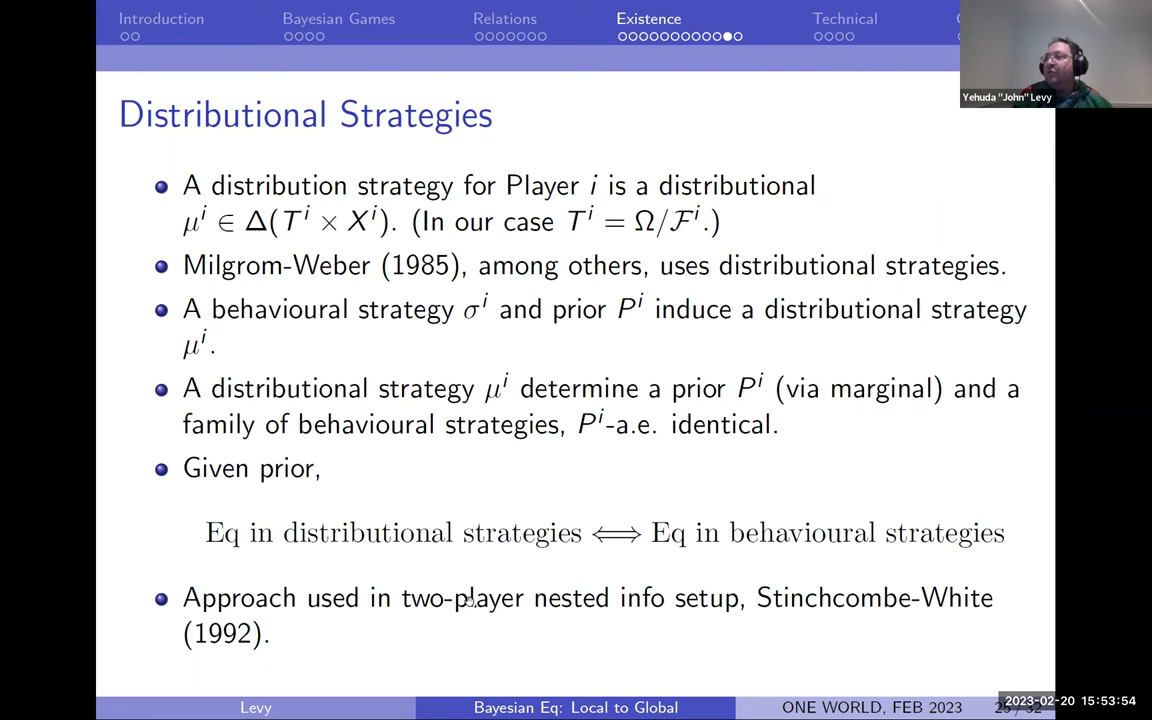 Introduction Bayesian Games Relations Existence Technical
Yehuda "John" Levy
Distributional Strategies
A distribution strategy for Player i is a distributional
μ^i ∈ Δ(T^i × X^i). (In our case T^i = Ω/ℱ^i.)
Milgrom-Weber (1985), among others, uses distributional strategies.
A behavioural strategy σ^i and prior P^i induce a distributional strategy
μ^i.
A distributional strategy μ^i determine a prior P^i (via marginal) and a
family of behavioural strategies, P^i-a.e. identical.
Given prior,
Eq in distributional strategies ⟺ Eq in behavioural strategies
Approach used in two-player nested info setup, Stinchcombe-White
(1992).
Levy Bayesian Eq: Local to Global ONE WORLD, FEB 2023
2023-02-20 15:53:54